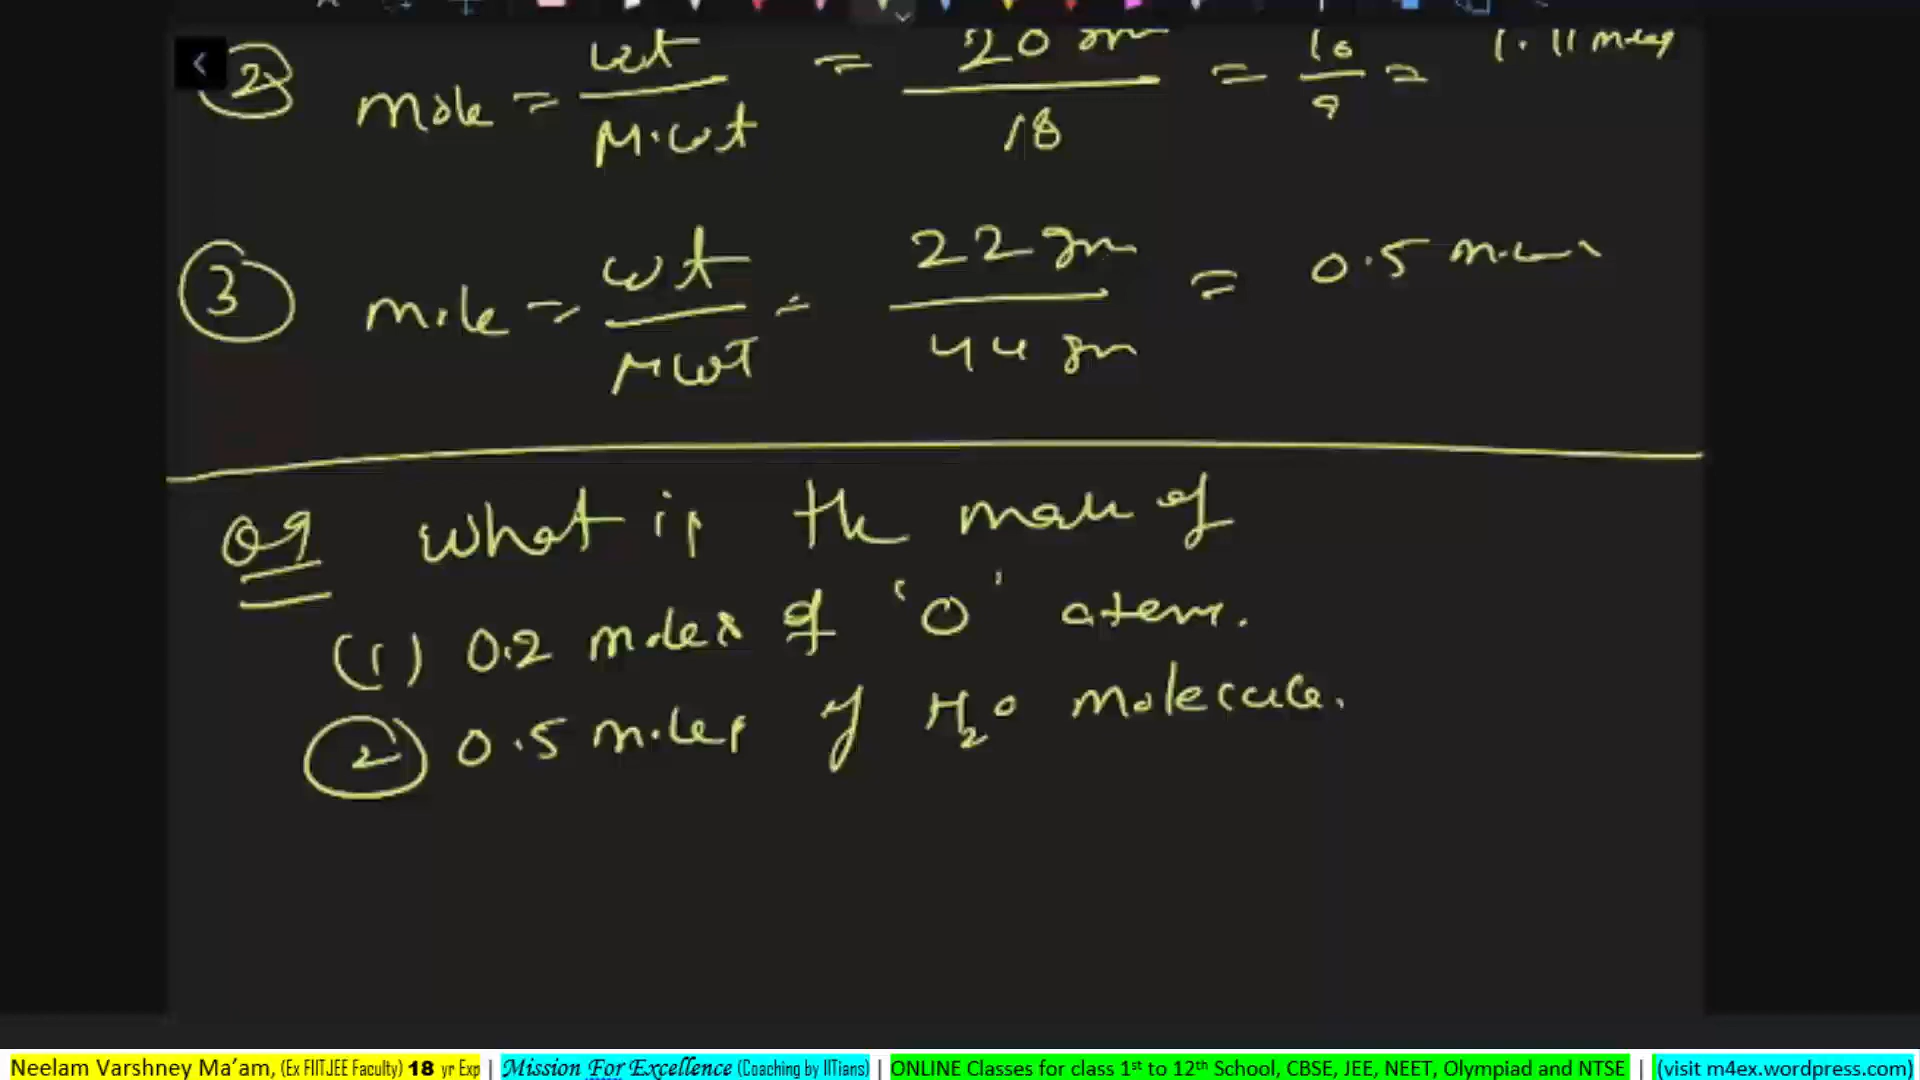 ② mole = wt / M.wt = 20 gm / 18 = 10 / 9 = 1.11 moles
③ mole = wt / M wT = 22 gm / 44 gm = 0.5 moles
Q9 What is the mass of
(1) 0.2 moles of 'O' atoms.
② 0.5 moles of H₂O molecule.
Neelam Varshney Ma'am, (Ex FIITJEE Faculty) 18 yr Exp | Mission For Excellence (Coaching by IITians) | ONLINE Classes for class 1st to 12th School, CBSE, JEE, NEET, Olympiad and NTSE | (visit m4ex.wordpress.com)